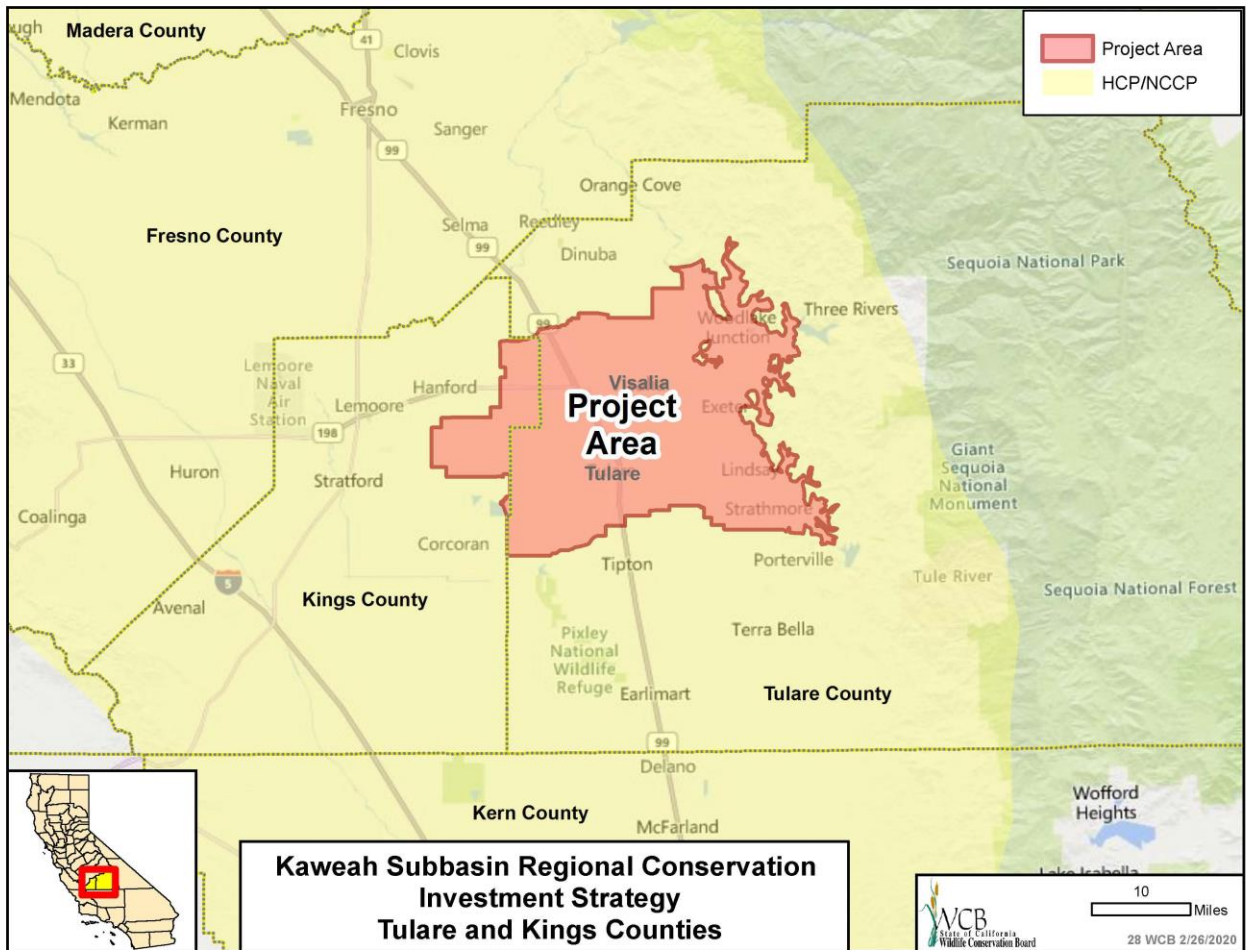 Madera County
41
Clovis
Project Area
HCP/NCCP
Mendota
Kerman
Fresno
Sanger
99
Orange Cove
Fresno County
Selma
Reedley
99
Dinuba
Sequoia National Park
Three Rivers
Woodlake
Junction
99
33
Lemoore
Naval
Air
Station
Hanford
Visalia
Lemoore
Project
Area
Exeter
198
Huron
Stratford
Tulare
Lindsay
Giant
Sequoia
National
Monument
Strathmore
Coalinga
Corcoran
Tipton
Porterville
5
Tule River
Sequoia National Forest
Avenal
Kings County
Terra Bella
Pixley
National
Wildlife
Refuge
Earlimart
Tulare County
99
Delano
Kern County
McFarland
Wofford
Heights
Kaweah Subbasin Regional Conservation
Investment Strategy
Tulare and Kings Counties
WCB
State of California
Wildlife Conservation Board
10
Miles
28 WCB 2/26/2020